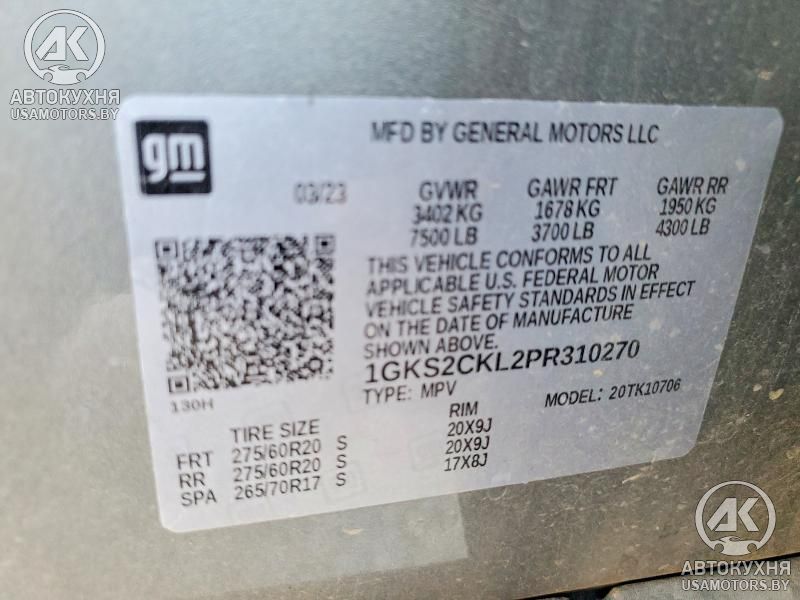 AK
АВТОКУХНЯ
USAMOTORS.BY
gm
MFD BY GENERAL MOTORS LLC
03/23
GVWR GAWR FRT GAWR RR
3402 KG 1678 KG 1950 KG
7500 LB 3700 LB 4300 LB
THIS VEHICLE CONFORMS TO ALL
APPLICABLE U.S. FEDERAL MOTOR
VEHICLE SAFETY STANDARDS IN EFFECT
ON THE DATE OF MANUFACTURE
SHOWN ABOVE.
1GKS2CKL2PR310270
130H
TYPE: MPV MODEL: 20TK10706
TIRE SIZE RIM
FRT 275/60R20 S 20X9J
RR 275/60R20 S 20X9J
SPA 265/70R17 S 17X8J
AK
АВТОКУХНЯ
USAMOTORS.BY